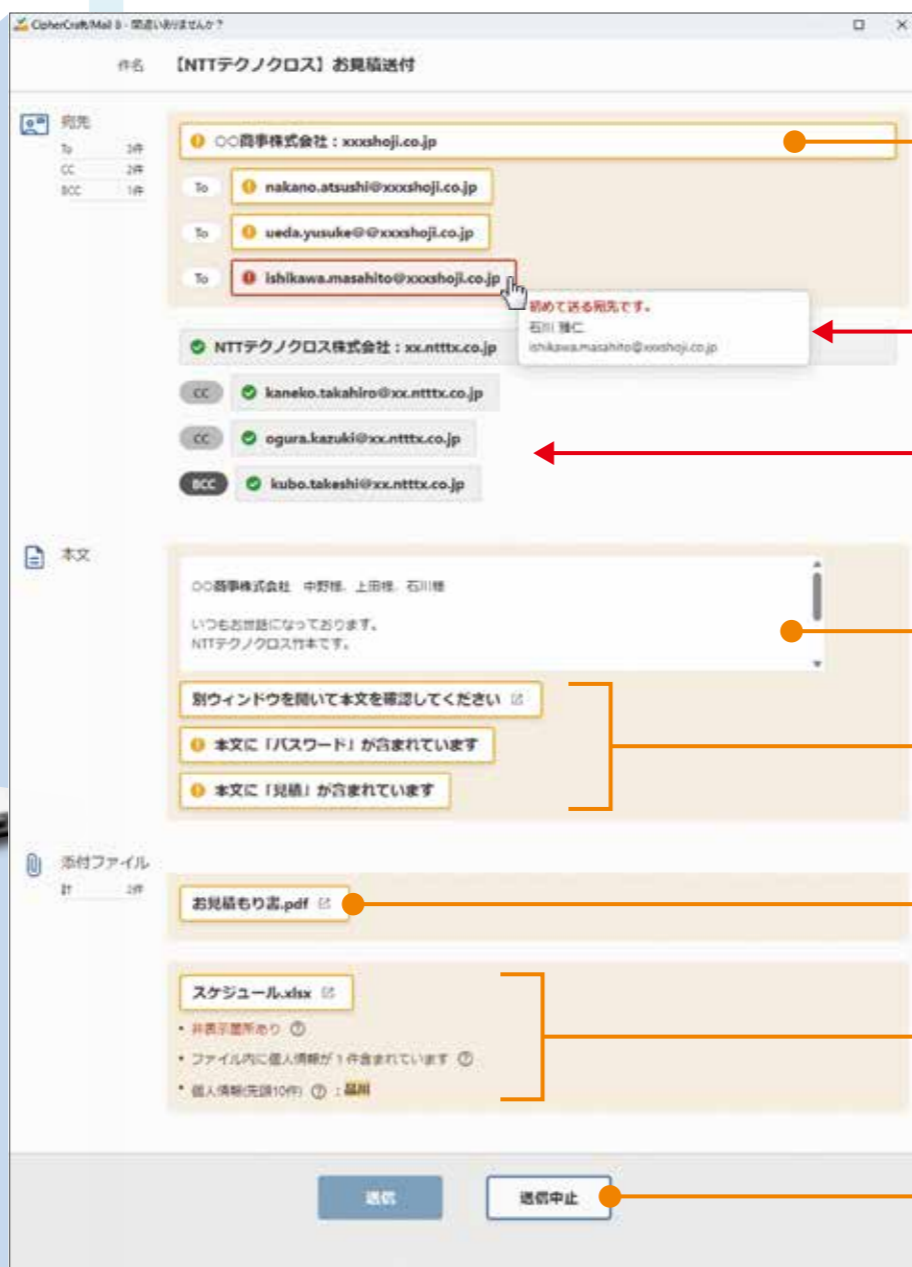 CipherCraft/Mail 8 - 間違いありませんか?
件名 【NTTテクノクロス】お見積送付
宛先
To 3件
CC 2件
BCC 1件
○○商事株式会社:xxxshoji.co.jp
To nakano.atsushi@xxxshoji.co.jp
To ueda.yusuke@@xxxshoji.co.jp
To ishikawa.masahito@xxxshoji.co.jp
初めて送る宛先です。
石川 雅仁
ishikawa.masahito@xxxshoji.co.jp
NTTテクノクロス株式会社:xx.ntttx.co.jp
CC kaneko.takahiro@xx.ntttx.co.jp
CC ogura.kazuki@xx.ntttx.co.jp
BCC kubo.takeshi@xx.ntttx.co.jp
本文
○○商事株式会社 中野様、上田様、石川様
いつもお世話になっております。
NTTテクノクロス竹本です。
別ウィンドウを開いて本文を確認してください
本文に「パスワード」が含まれています
本文に「見積」が含まれています
添付ファイル
計 2件
お見積もり書.pdf
スケジュール.xlsx
• 非表示箇所あり ?
• ファイル内に個人情報が1件含まれています ?
• 個人情報(先頭10件) ? :品川
送信
送信中止